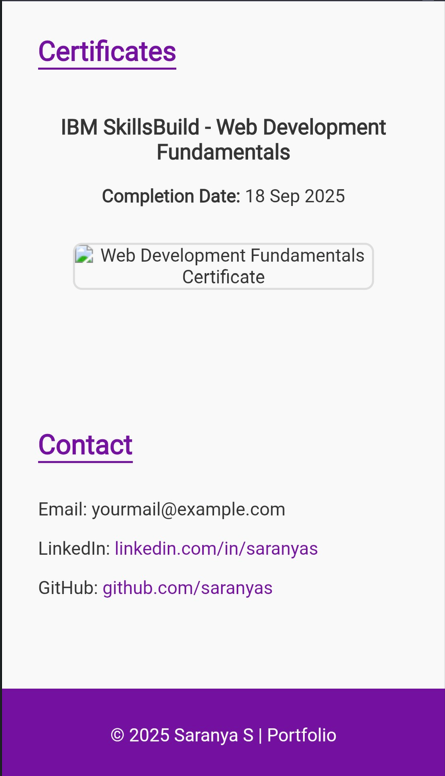 Certificates
IBM SkillsBuild - Web Development
Fundamentals
Completion Date: 18 Sep 2025
Web Development Fundamentals
Certificate
Contact
Email: yourmail@example.com
LinkedIn: linkedin.com/in/saranyas
GitHub: github.com/saranyas
© 2025 Saranya S | Portfolio